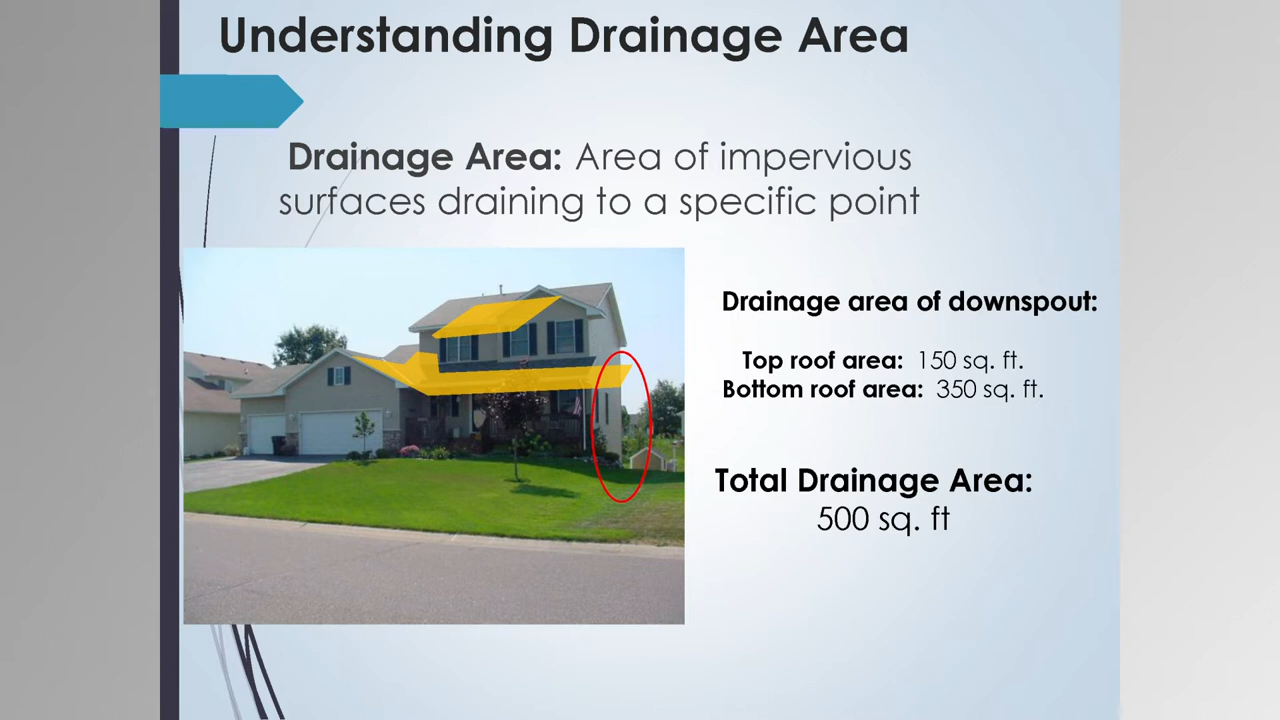 Understanding Drainage Area
Drainage Area: Area of impervious
surfaces draining to a specific point
Drainage area of downspout:
Top roof area: 150 sq. ft.
Bottom roof area: 350 sq. ft.
Total Drainage Area:
500 sq. ft